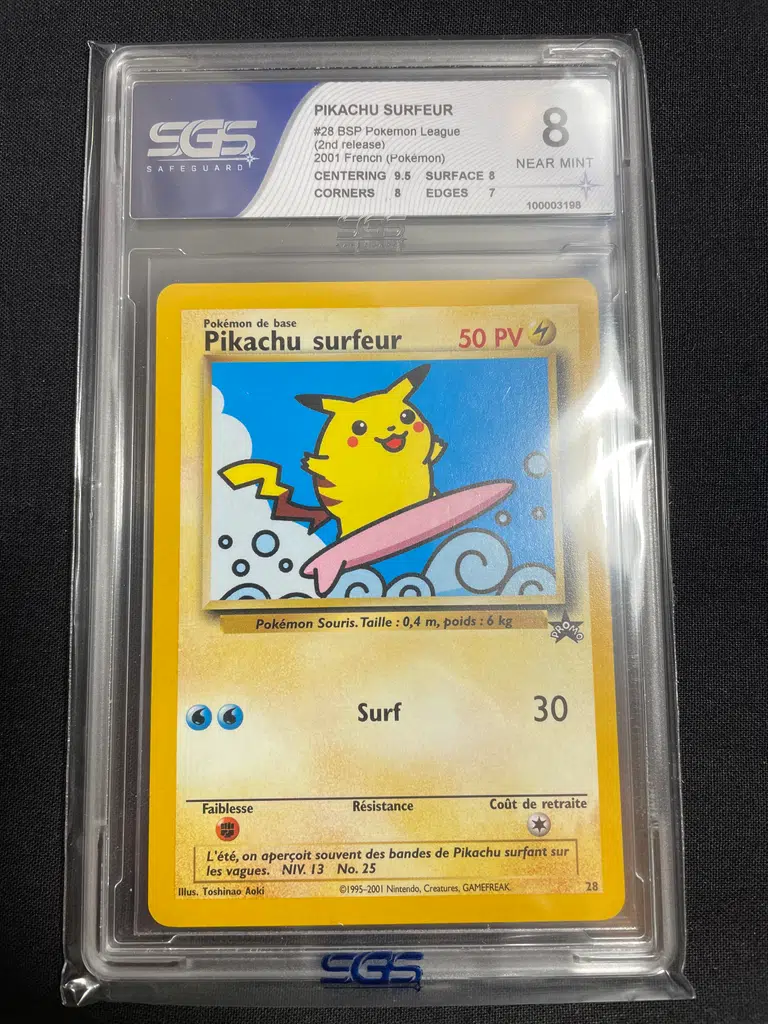 SGS
SAFEGUARD
PIKACHU SURFEUR
#28 BSP Pokemon League
(2nd release)
2001 French (Pokémon)
CENTERING 9.5 SURFACE 8
CORNERS 8 EDGES 7
8
NEAR MINT
100003198
SGS
Pokémon de base
Pikachu surfeur 50 PV
Pokémon Souris. Taille : 0,4 m, poids : 6 kg
PROMO
Surf 30
Faiblesse Résistance Coût de retraite
L'été, on aperçoit souvent des bandes de Pikachu surfant sur
les vagues. NIV. 13 No. 25
Illus. Toshinao Aoki ©1995-2001 Nintendo, Creatures, GAMEFREAK. 28
SGS